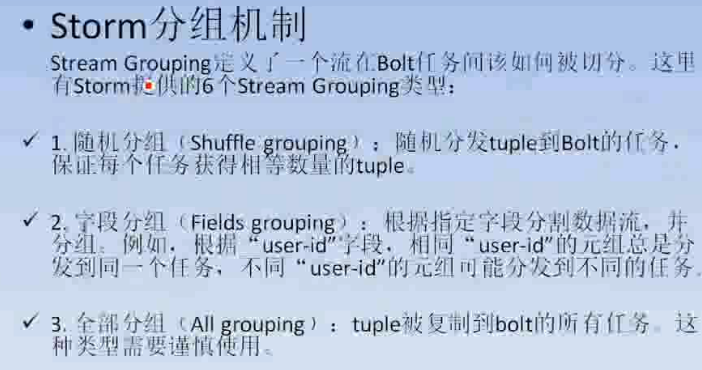 • Storm分组机制
Stream Grouping定义了一个流在Bolt任务间该如何被切分。这里
有Storm提供的6个Stream Grouping类型：
✓ 1. 随机分组（Shuffle grouping）：随机分发tuple到Bolt的任务，
保证每个任务获得相等数量的tuple。
✓ 2. 字段分组（Fields grouping）：根据指定字段分割数据流，并
分组。例如，根据“user-id”字段，相同“user-id”的元组总是分
发到同一个任务，不同“user-id”的元组可能分发到不同的任务。
✓ 3. 全部分组（All grouping）：tuple被复制到bolt的所有任务。这
种类型需要谨慎使用。